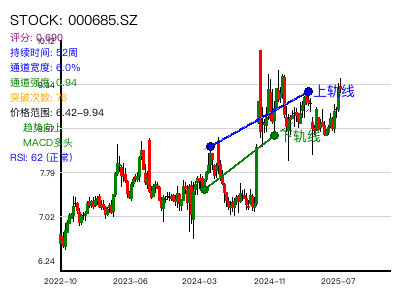 STOCK: 000685.SZ
评分: 0.690
10.12
持续时间: 52周
通道宽度: 6.0%
通道强度: 0.94
突破次数: 76
价格范围: 6.42~9.94
趋势向上
MACD多头
RSI: 62 (正常)
上轨线
下轨线
7.79
7.02
6.24
2022-10
2023-06
2024-03
2024-11
2025-07